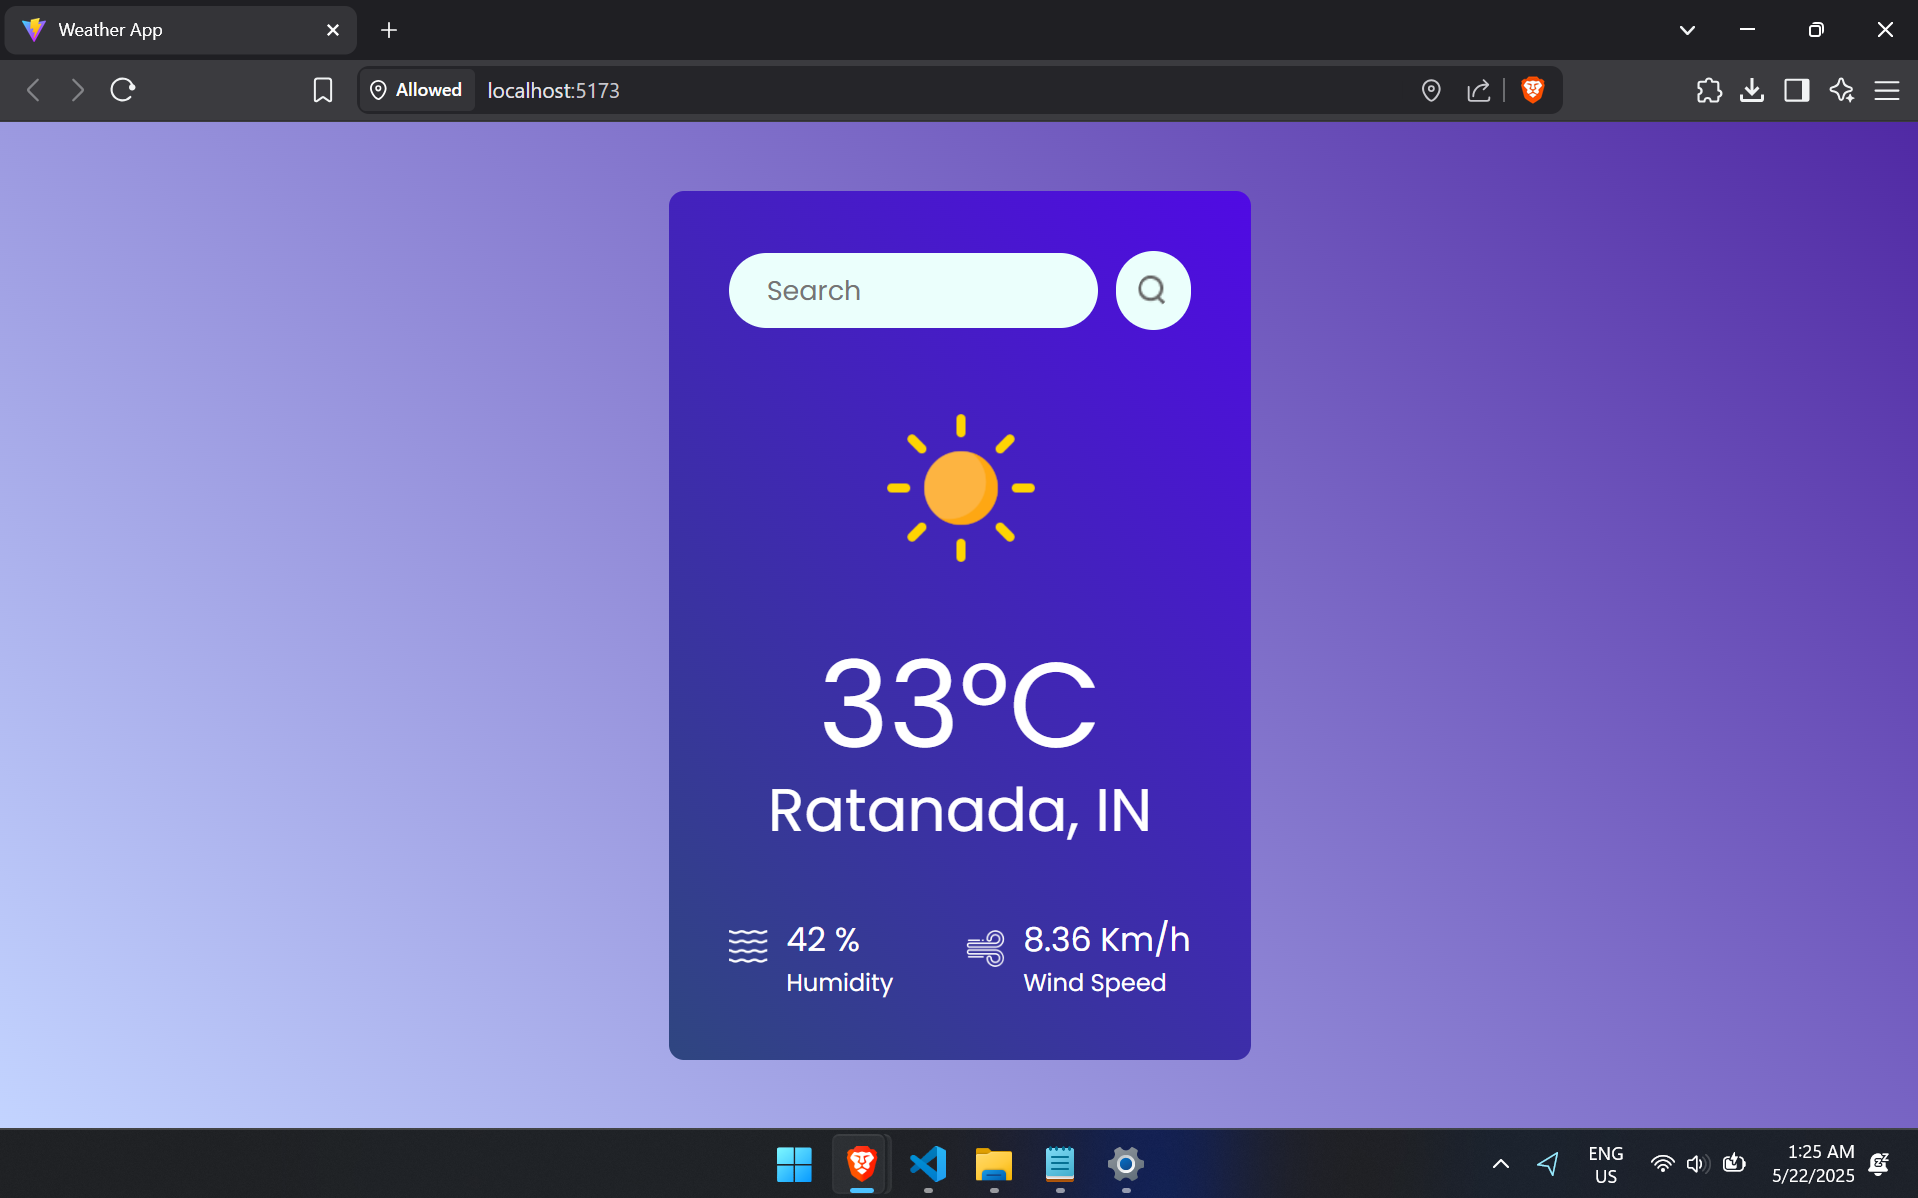 Weather App
Allowed
localhost:5173
Search
33°C
Ratanada, IN
42 %
Humidity
8.36 Km/h
Wind Speed
ENG
US
1:25 AM
5/22/2025